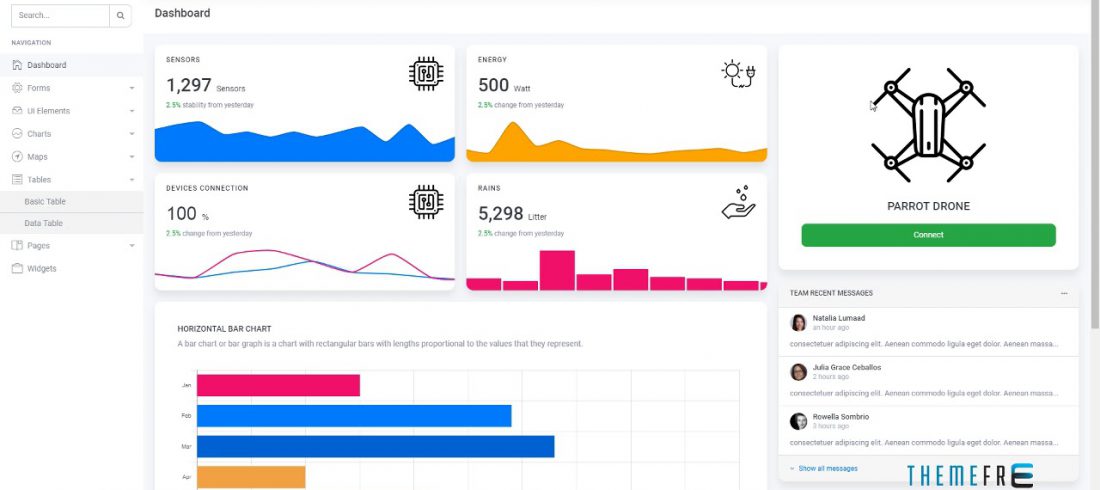 Search...
Dashboard
NAVIGATION
Dashboard
Forms
UI Elements
Charts
Maps
Tables
Basic Table
Data Table
Pages
Widgets
SENSORS
1,297 Sensors
2.5% stability from yesterday
ENERGY
500 Watt
2.5% change from yesterday
DEVICES CONNECTION
100 %
2.5% change from yesterday
RAINS
5,298 Litter
2.5% change from yesterday
HORIZONTAL BAR CHART
A bar chart or bar graph is a chart with rectangular bars with lengths proportional to the values that they represent.
Jan
Feb
Mar
Apr
PARROT DRONE
Connect
TEAM RECENT MESSAGES
Natalia Lumaad
an hour ago
consectetuer adipiscing elit. Aenean commodo ligula eget dolor. Aenean massa...
Julia Grace Ceballos
2 hours ago
consectetuer adipiscing elit. Aenean commodo ligula eget dolor. Aenean massa...
Rowella Sombrio
3 hours ago
consectetuer adipiscing elit. Aenean commodo ligula eget dolor. Aenean massa...
Show all messages
THEMEFRE